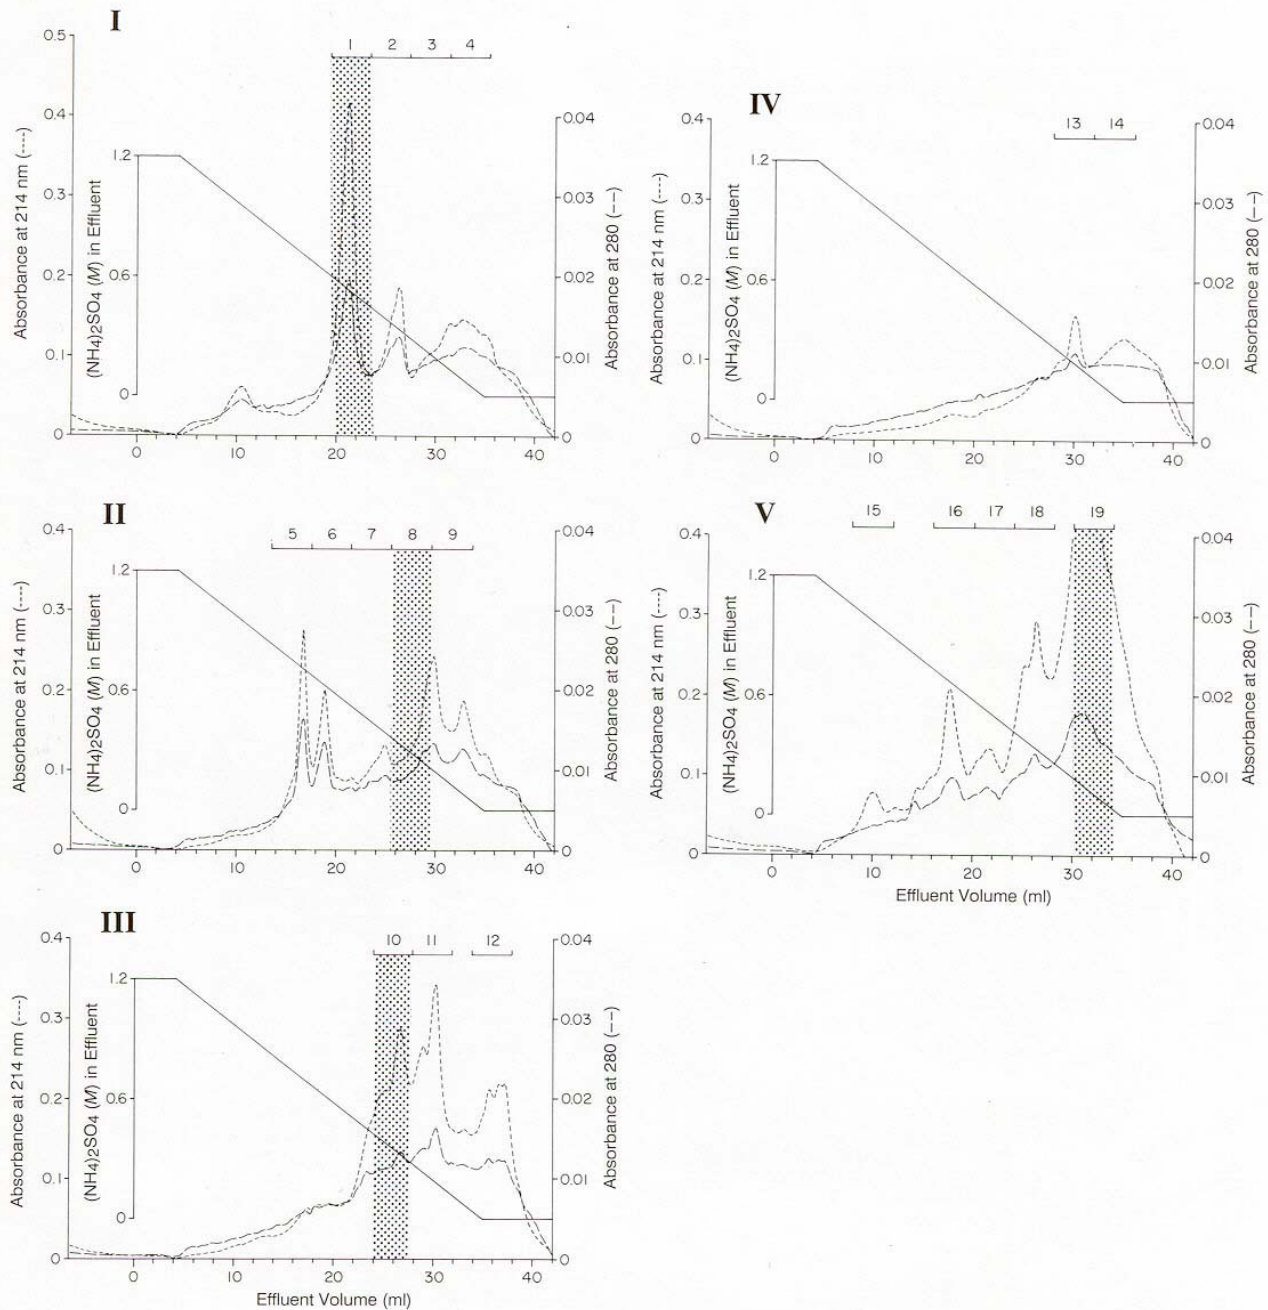 I
1 2 3 4
0.5
0.4
0.3
0.2
0.1
0
Absorbance at 214 nm (----)
(NH4)2SO4 (M) in Effluent
1.2
0.6
0
0.04
0.03
0.02
0.01
0
Absorbance at 280 (—–)
0 10 20 30 40
IV
13 14
0.4
0.3
0.2
0.1
0
Absorbance at 214 nm (----)
(NH4)2SO4 (M) in Effluent
1.2
0.6
0
0.04
0.03
0.02
0.01
0
Absorbance at 280 (—–)
0 10 20 30 40
II
5 6 7 8 9
0.4
0.3
0.2
0.1
0
Absorbance at 214 nm (----)
(NH4)2SO4 (M) in Effluent
1.2
0.6
0
0.04
0.03
0.02
0.01
0
Absorbance at 280 (—–)
0 10 20 30 40
V
15 16 17 18 19
0.4
0.3
0.2
0.1
0
Absorbance at 214 nm (----)
(NH4)2SO4 (M) in Effluent
1.2
0.6
0
0.04
0.03
0.02
0.01
0
Absorbance at 280 (—–)
0 10 20 30 40
Effluent Volume (ml)
III
10 11 12
0.4
0.3
0.2
0.1
0
Absorbance at 214 nm (----)
(NH4)2SO4 (M) in Effluent
1.2
0.6
0
0.04
0.03
0.02
0.01
0
Absorbance at 280 (—–)
0 10 20 30 40
Effluent Volume (ml)